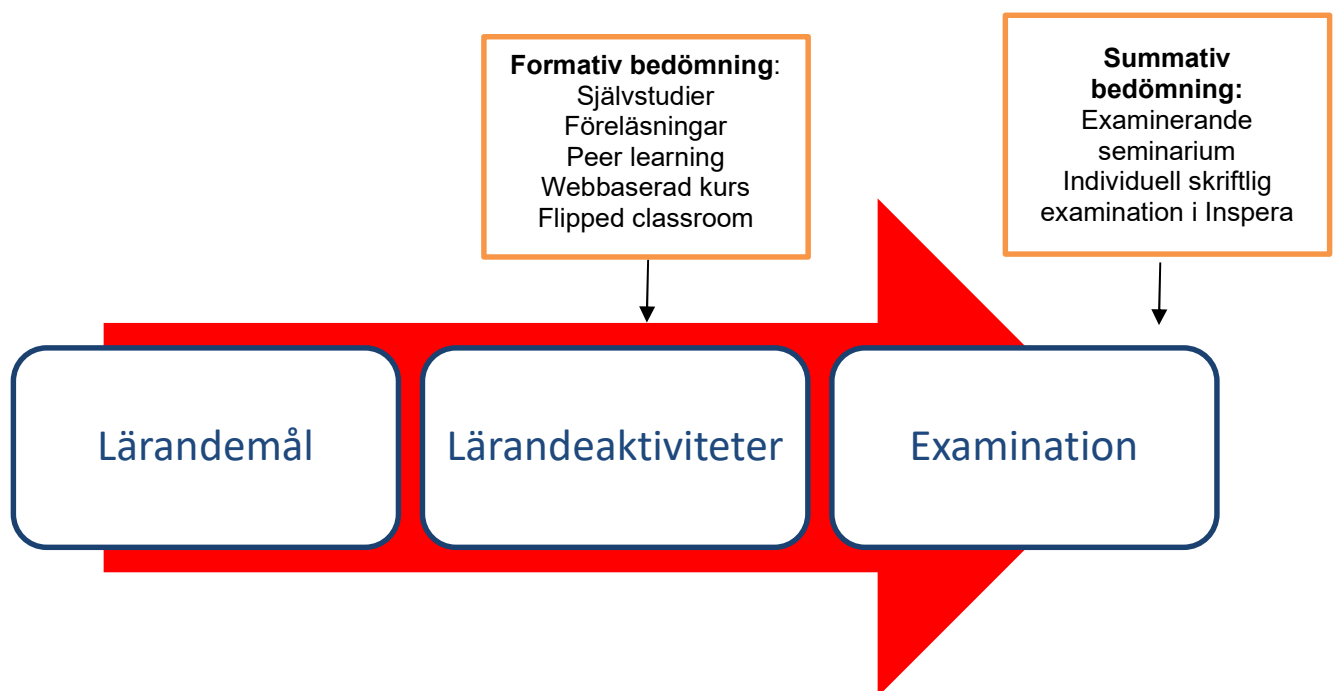 Formativ bedömning:
Självstudier
Föreläsningar
Peer learning
Webbaserad kurs
Flipped classroom
Summativ
bedömning:
Examinerande
seminarium
Individuell skriftlig
examination i Inspera
Lärandemål
Lärandeaktiviteter
Examination